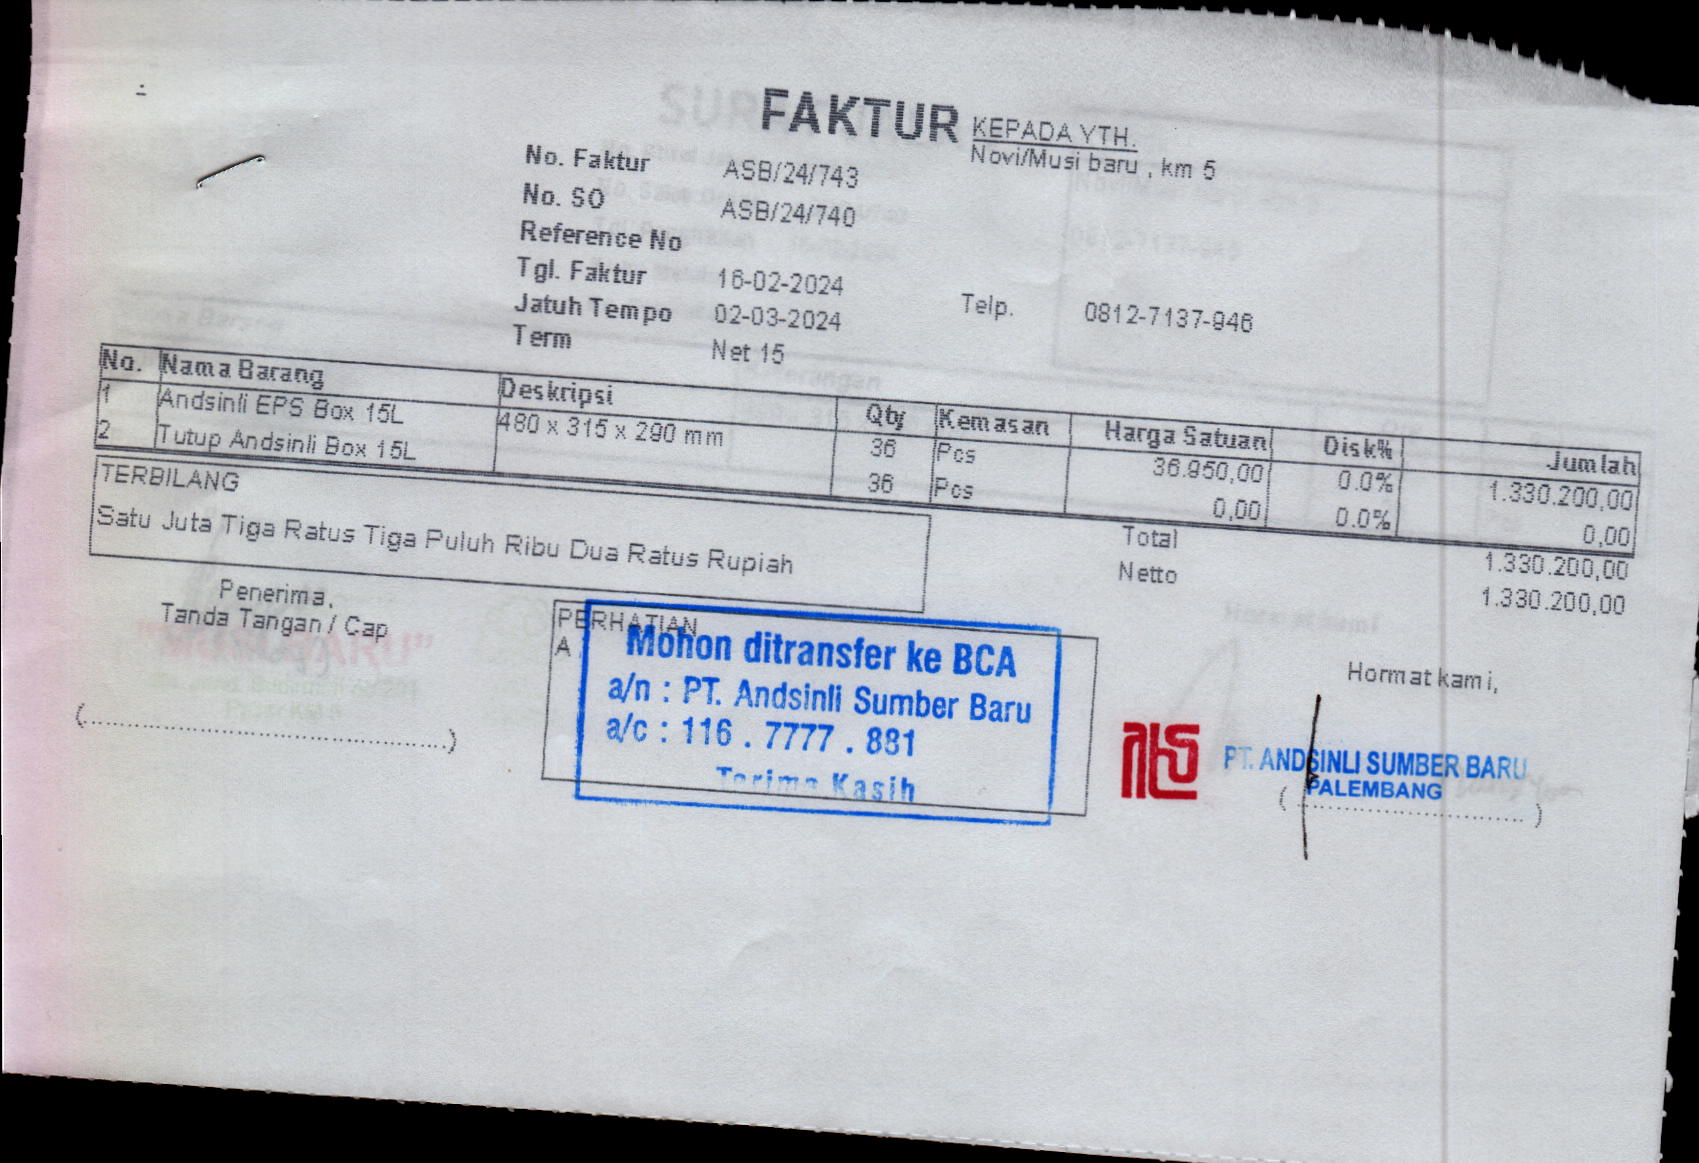 FAKTUR
KEPADA YTH.
Novi/Musi baru , km 5
No. Faktur ASB/24/743
No. SO ASB/24/740
Reference No
Tgl. Faktur 16-02-2024
Jatuh Tempo 02-03-2024
Term Net 15
Telp. 0812-7137-946
No. Nama Barang Deskripsi Qty Kemasan Harga Satuan Disk% Jumlah
1 Andsinli EPS Box 15L 480 x 315 x 290 mm 36 Pcs 36.950,00 0.0% 1.330.200,00
2 Tutup Andsinli Box 15L 36 Pcs 0,00 0.0% 0,00
TERBILANG
Satu Juta Tiga Ratus Tiga Puluh Ribu Dua Ratus Rupiah
Total 1.330.200,00
Netto 1.330.200,00
Penerima,
Tanda Tangan / Cap
(..............................................)
PERHATIAN
A
Mohon ditransfer ke BCA
a/n : PT. Andsinli Sumber Baru
a/c : 116 . 7777 . 881
Terima Kasih
Hormat kami,
PT. ANDSINLI SUMBER BARU
PALEMBANG
( .............................. )